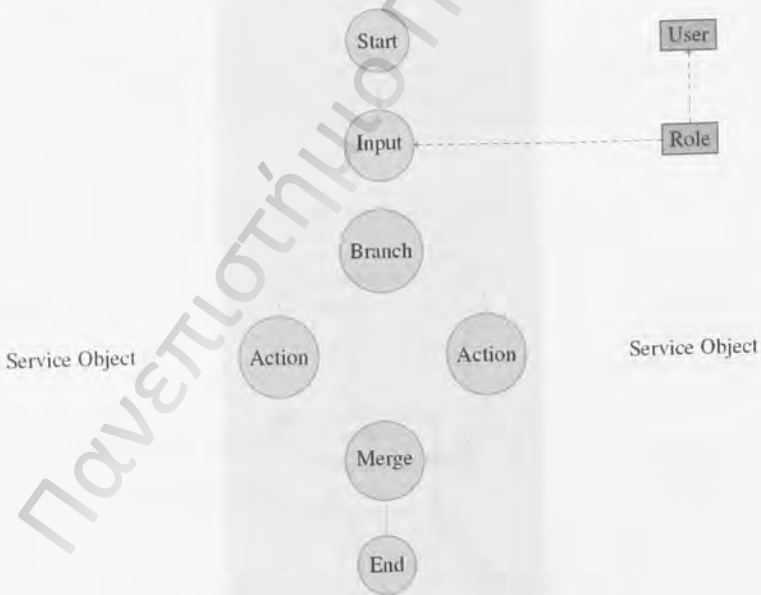 Start
User
Input
Role
Branch
Service Object
Action
Action
Service Object
Merge
End
Πανεπιστήμιο Π